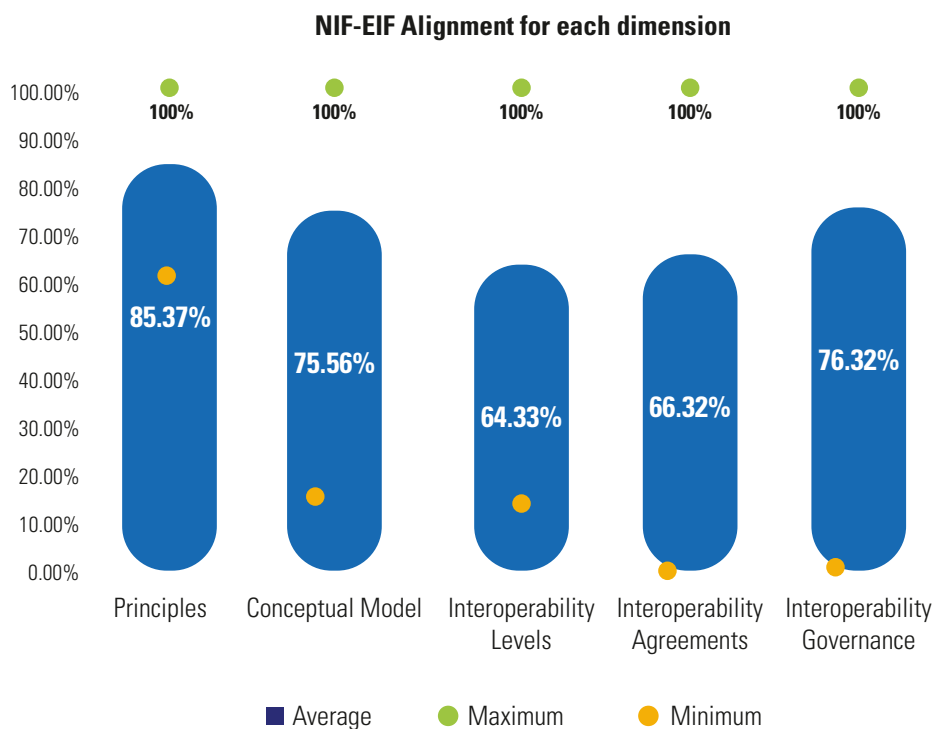 NIF-EIF Alignment for each dimension
100.00%
90.00%
80.00%
70.00%
60.00%
50.00%
40.00%
30.00%
20.00%
10.00%
0.00%
100%
100%
100%
100%
100%
85.37%
75.56%
64.33%
66.32%
76.32%
Principles
Conceptual Model
Interoperability
Levels
Interoperability
Agreements
Interoperability
Governance
Average
Maximum
Minimum